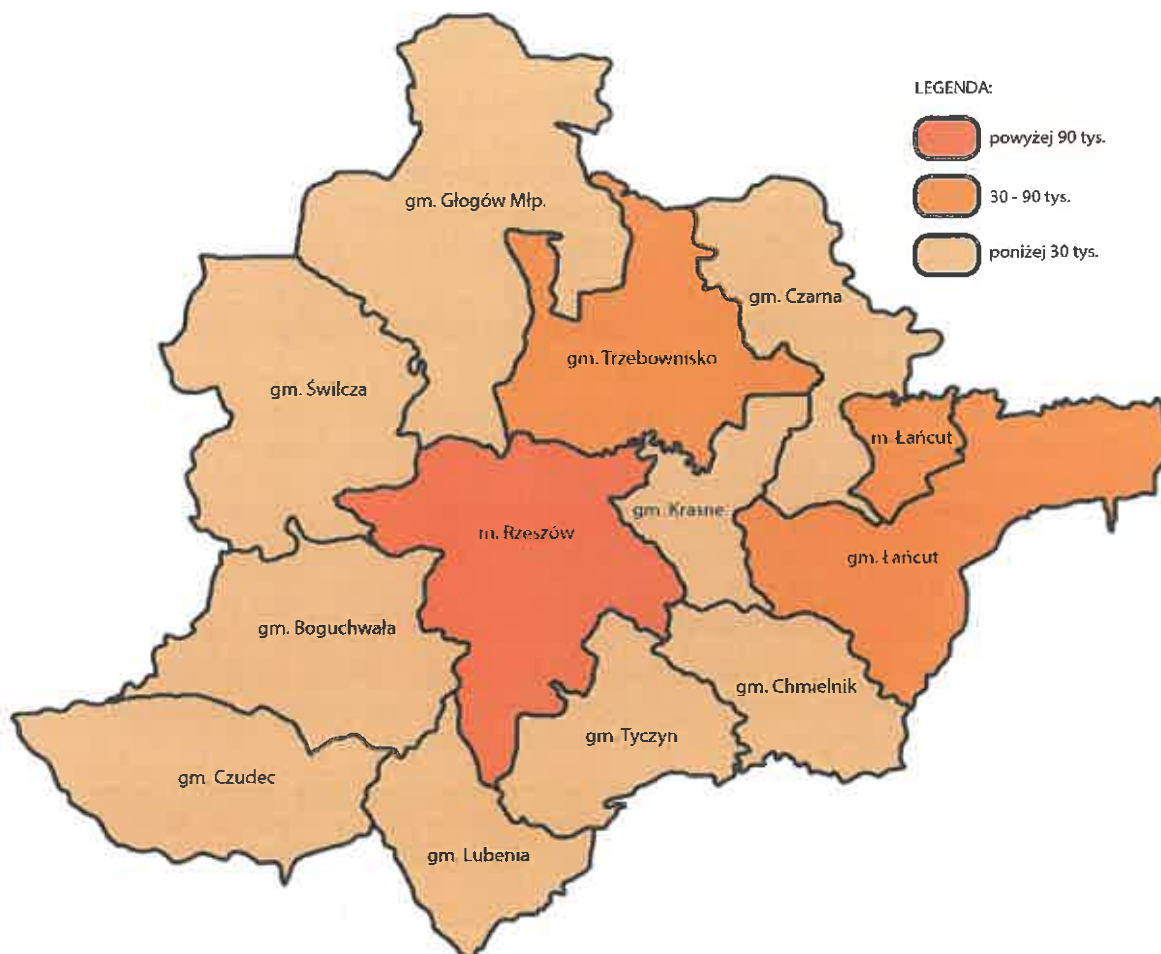 LEGENDA:
powyżej 90 tys.
30 - 90 tys.
poniżej 30 tys.
gm. Głogów Młp.
gm. Czarna
gm. Trzebownisko
gm. Świlcza
m. Łańcut
gm. Krasne
m. Rzeszów
gm. Łańcut
gm. Boguchwała
gm. Chmielnik
gm. Tyczyn
gm. Czudec
gm. Lubenia